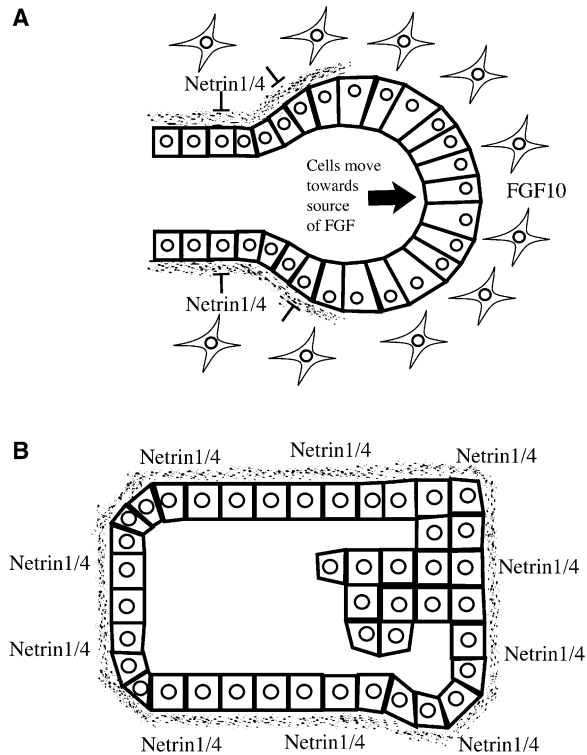 A
Netrin1/4
Cells move
towards
source
of FGF
FGF10
Netrin1/4
B
Netrin1/4
Netrin1/4
Netrin1/4
Netrin1/4
Netrin1/4
Netrin1/4
Netrin1/4
Netrin1/4
Netrin1/4
Netrin1/4